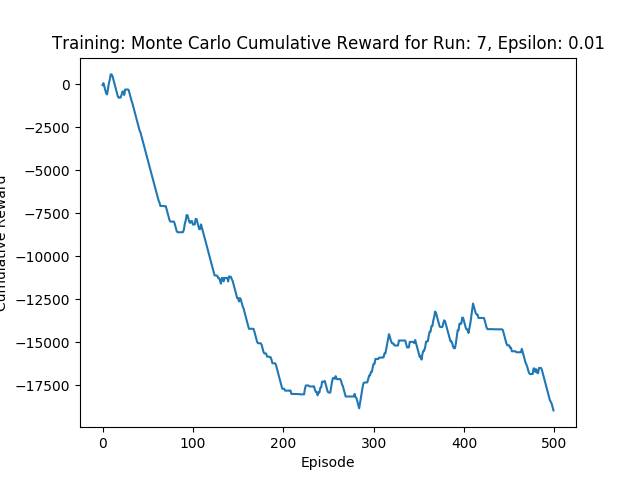 Training: Monte Carlo Cumulative Reward for Run: 7, Epsilon: 0.01
0
−2500
−5000
−7500
−10000
−12500
−15000
−17500
Cumulative Reward
0 100 200 300 400 500
Episode